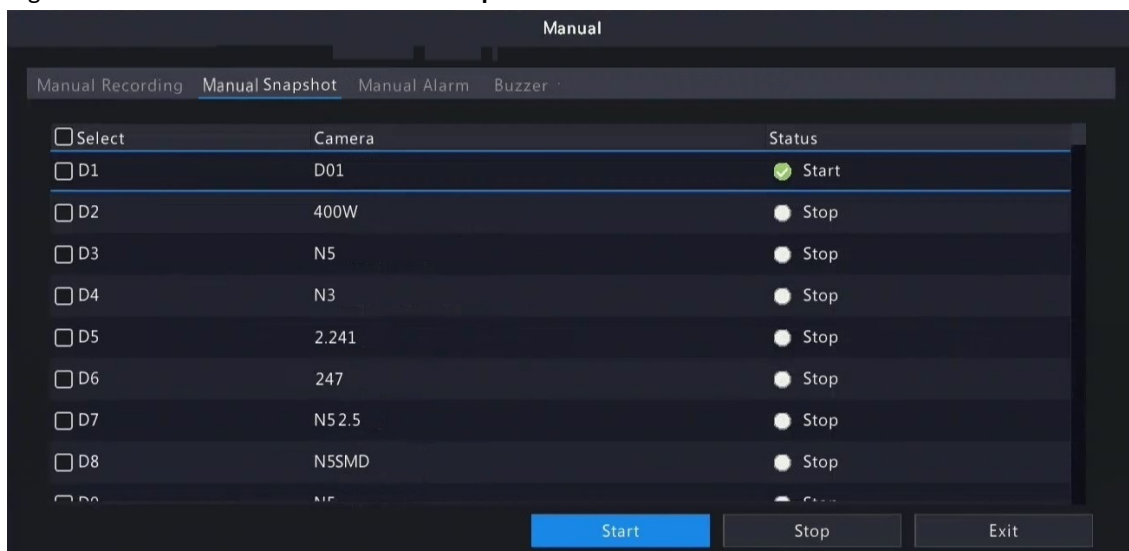 Manual
Manual Recording Manual Snapshot Manual Alarm Buzzer
Select Camera Status
D1 D01 Start
D2 400W Stop
D3 N5 Stop
D4 N3 Stop
D5 2.241 Stop
D6 247 Stop
D7 N52.5 Stop
D8 N5SMD Stop
Start Stop Exit